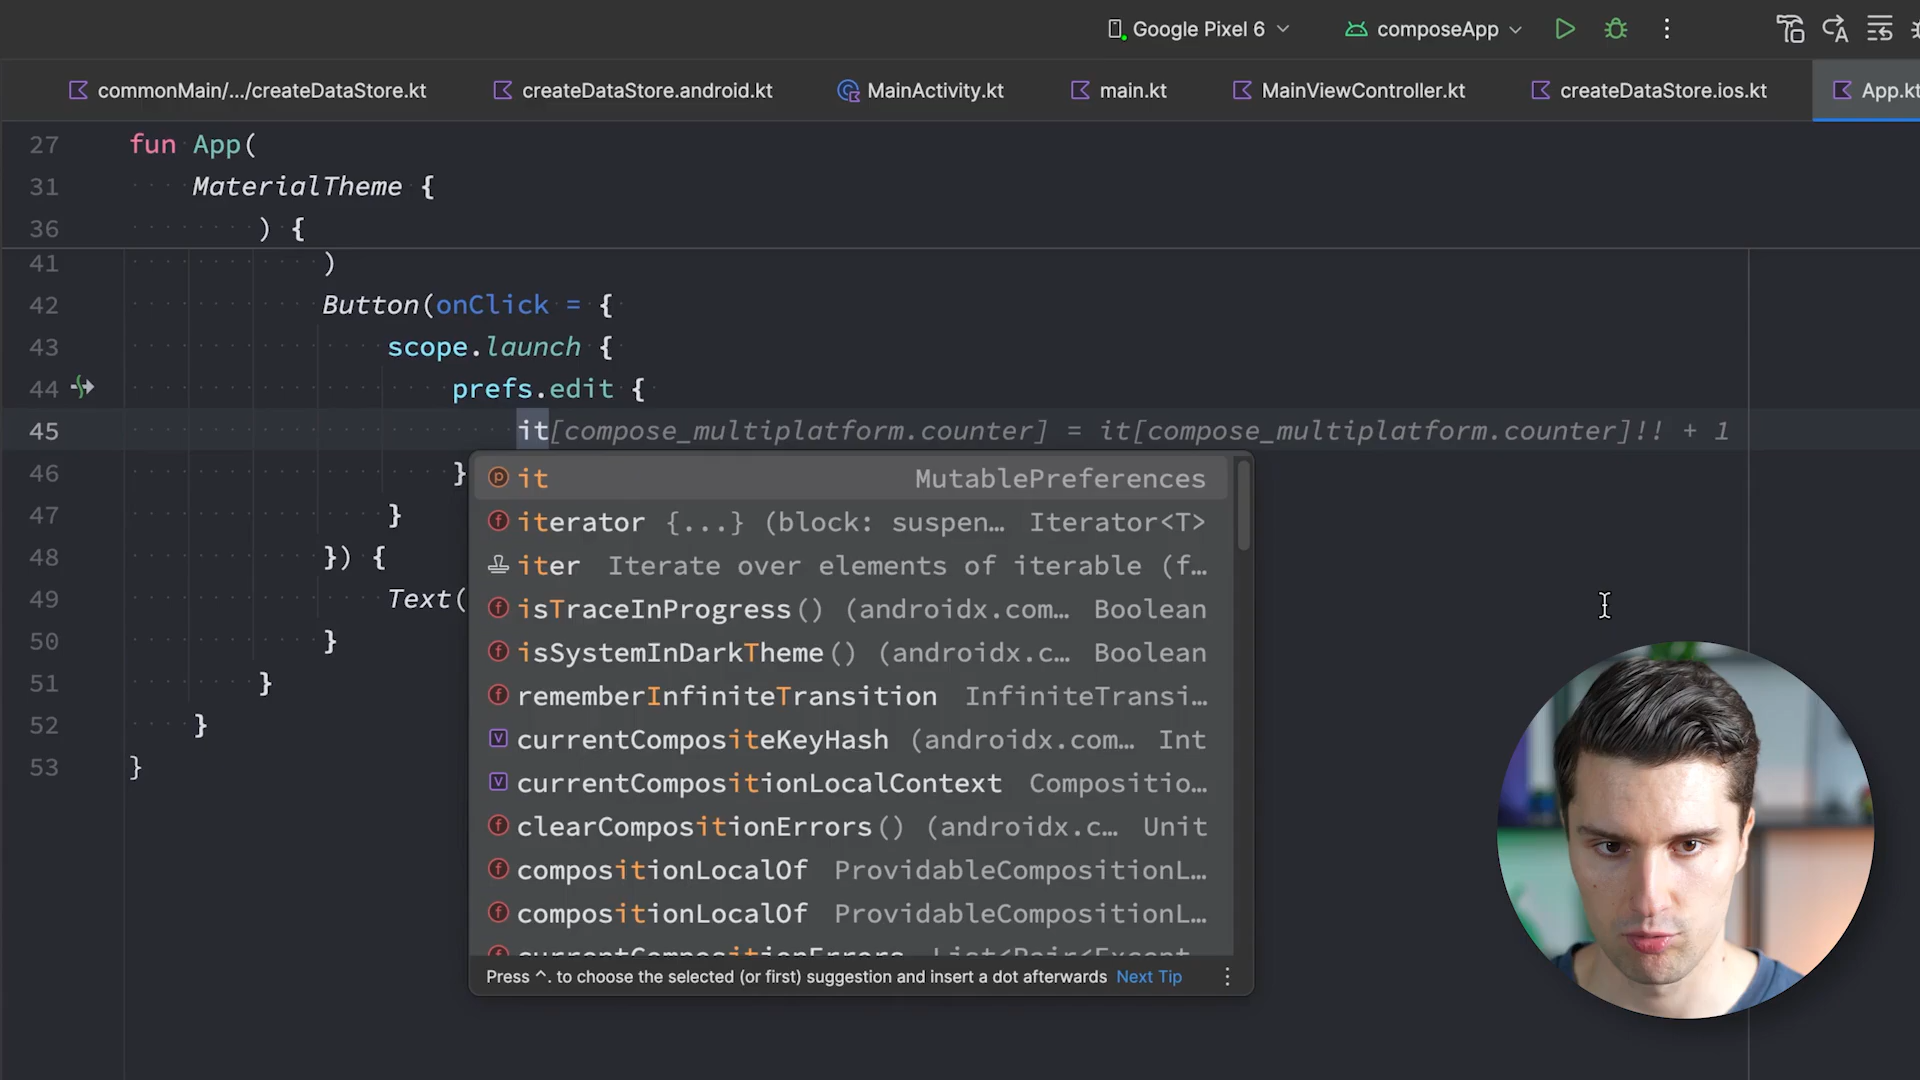 Google Pixel 6 composeApp
commonMain/.../createDataStore.kt createDataStore.android.kt MainActivity.kt main.kt MainViewController.kt createDataStore.ios.kt App.kt
27 fun App(
31 MaterialTheme {
36 ) {
41 )
42 Button(onClick = {
43 scope.launch {
44 prefs.edit {
45 it[compose_multiplatform.counter] = it[compose_multiplatform.counter]!! + 1
46 }
it MutablePreferences
47 }
iterator {...} (block: suspen... Iterator<T>
48 }) {
iter Iterate over elements of iterable (f...
49 Text(
isTraceInProgress() (androidx.com... Boolean
50 }
isSystemInDarkTheme() (androidx.c... Boolean
51 }
rememberInfiniteTransition InfiniteTransi...
52 }
currentCompositeKeyHash (androidx.com... Int
53 }
currentCompositionLocalContext Compositio...
clearCompositionErrors() (androidx.c... Unit
compositionLocalOf ProvidableCompositionL...
compositionLocalOf ProvidableCompositionL...
currentCompositionErrors List<Pair<Except
Press ^. to choose the selected (or first) suggestion and insert a dot afterwards Next Tip